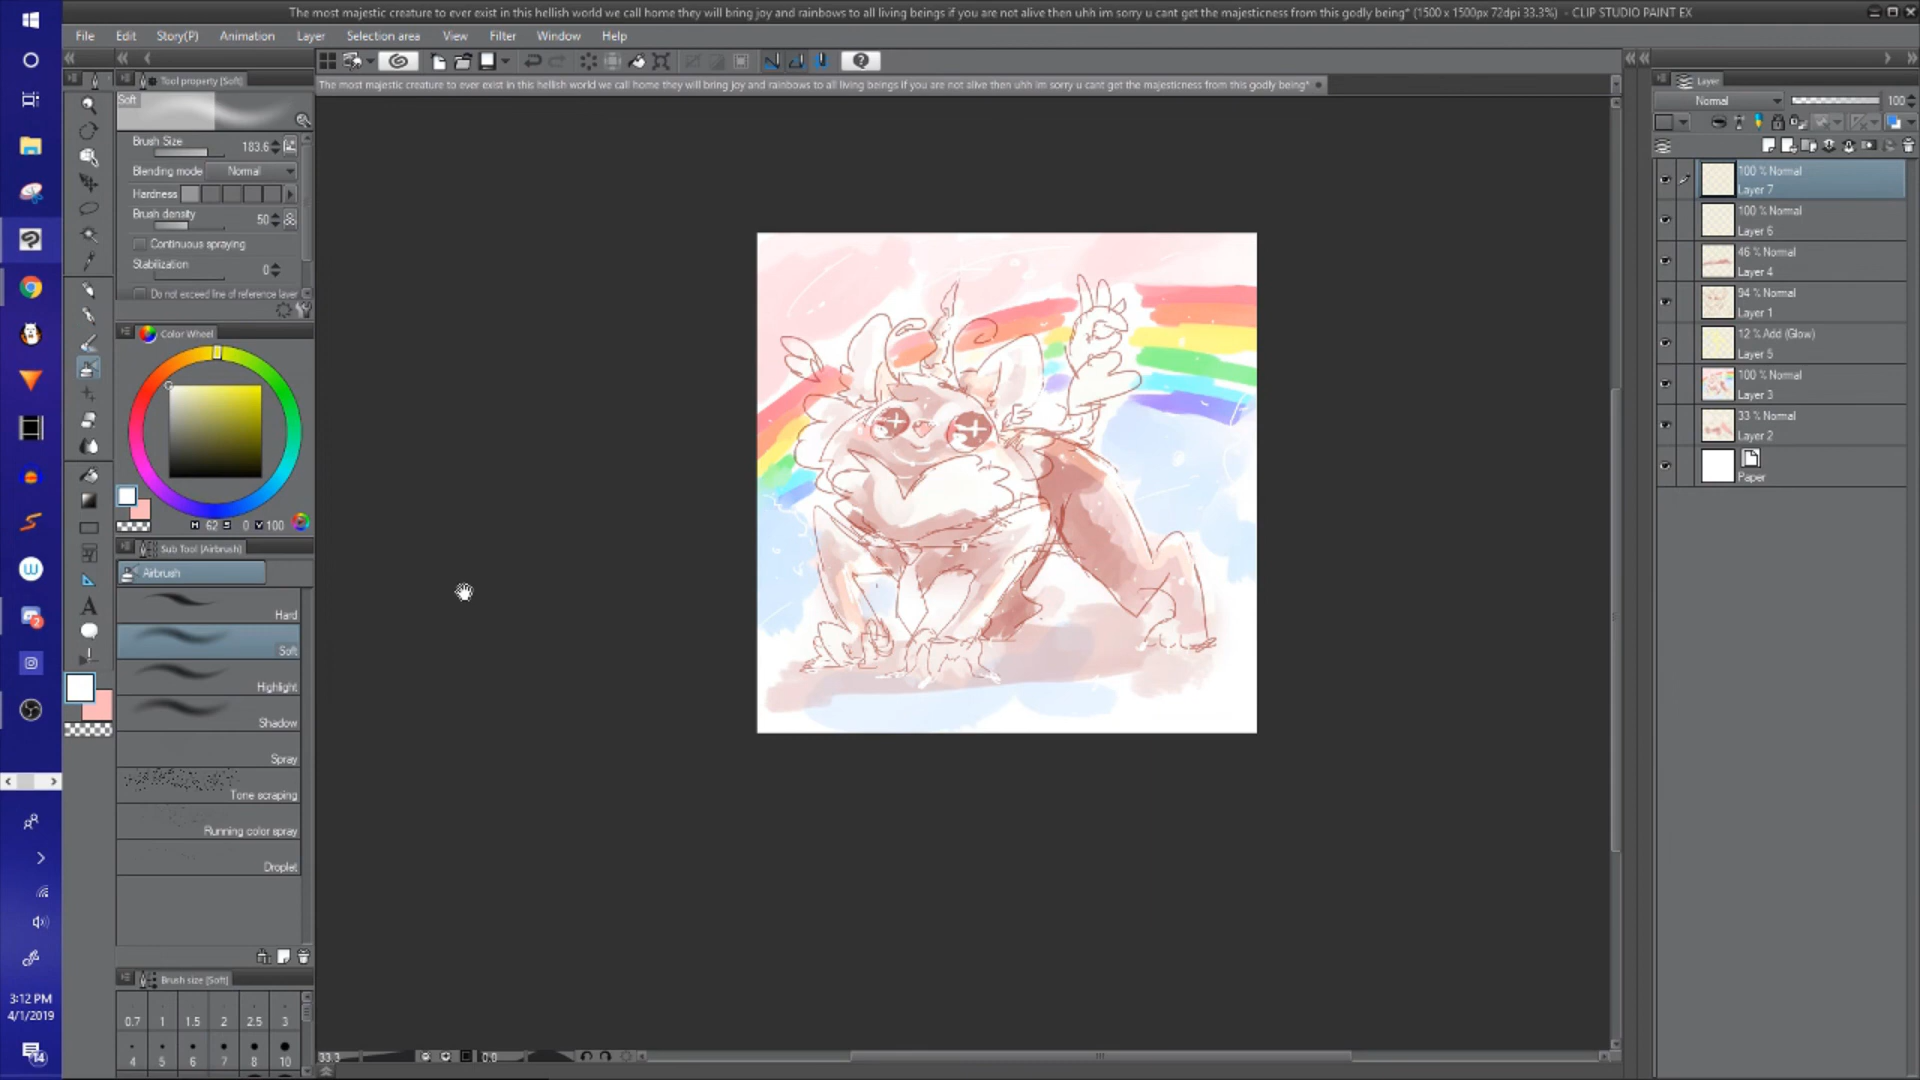 The most majestic creature to ever exist in this hellish world we call home they will bring joy and rainbows to all living beings if you are not alive then uhh im sorry u cant get the majesticness from this godly being* (1500 x 1500px 72dpi 33.3%)  - CLIP STUDIO PAINT EX
File Edit Story(P) Animation Layer Selection area View Filter Window Help
Tool property [Soft]
The most majestic creature to ever exist in this hellish world we call home they will bring joy and rainbows to all living beings if you are not alive then uhh im sorry u cant get the majesticness from this godly being*
Layer
Soft
Normal 100
Brush Size 183.6
Blending mode Normal
Hardness
Brush density 50
Continuous spraying
Stabilization 0
Do not exceed line of reference layer
Color Wheel
H 62 S 0 V 100
Sub Tool [Airbrush]
Airbrush
Hard
Soft
Highlight
Shadow
Spray
Tone scraping
Running color spray
Droplet
Brush size [Soft]
0.7 1 1.5 2 2.5 3
4 5 6 7 8 10
100 % Normal
Layer 7
100 % Normal
Layer 6
46 % Normal
Layer 4
94 % Normal
Layer 1
12 % Add (Glow)
Layer 5
100 % Normal
Layer 3
33 % Normal
Layer 2
Paper
33.3 0.0
A
2
3:12 PM
4/1/2019
14